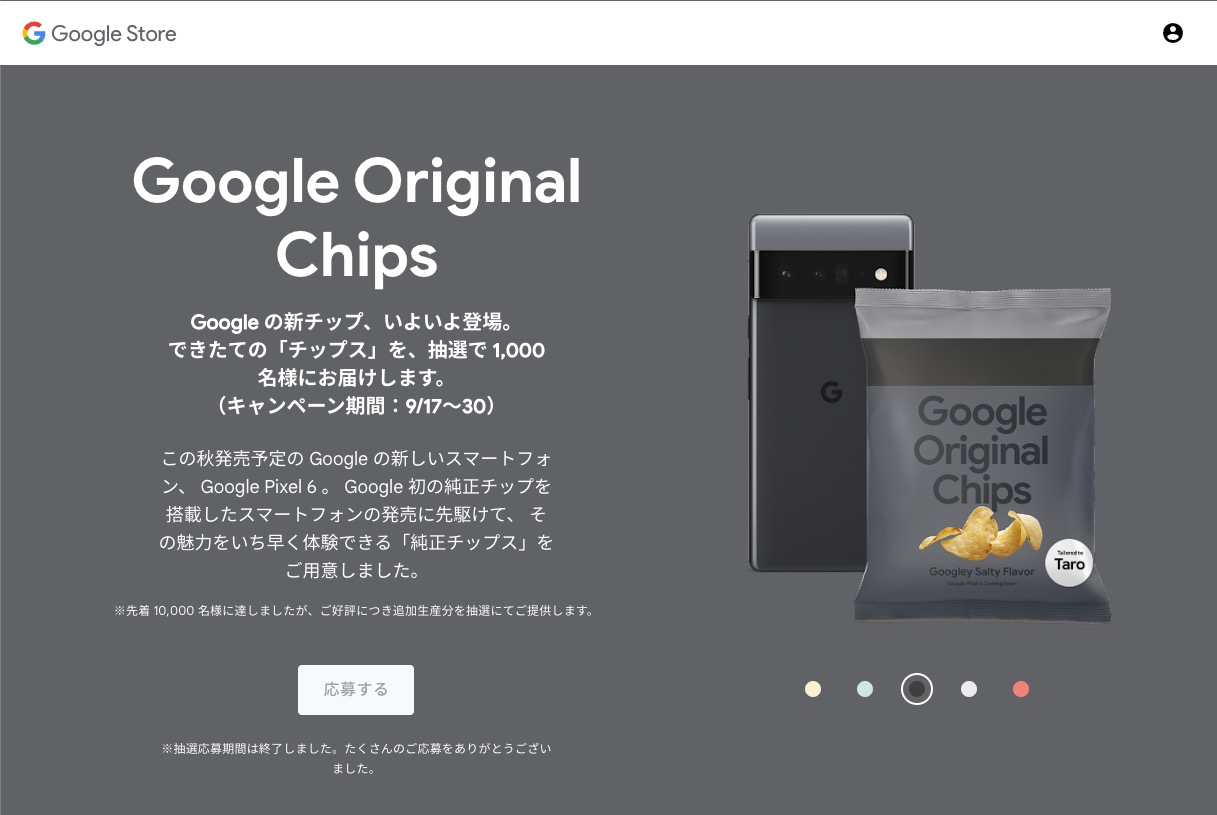 Google Store
Google Original
Chips
Google の新チップ、いよいよ登場。
できたての「チップス」を、抽選で 1,000
名様にお届けします。
（キャンペーン期間：9/17〜30）
この秋発売予定の Google の新しいスマートフォ
ン、 Google Pixel 6 。 Google 初の純正チップを
搭載したスマートフォンの発売に先駆けて、 そ
の魅力をいち早く体験できる「純正チップス」を
ご用意しました。
※先着 10,000 名様に達しましたが、ご好評につき追加生産分を抽選にてご提供します。
応募する
※抽選応募期間は終了しました。たくさんのご応募をありがとうござい
ました。
G
Google
Original
Chips
Googley Salty Flavor
Google Pixel 6 Coming Soon
Tailored to
Taro